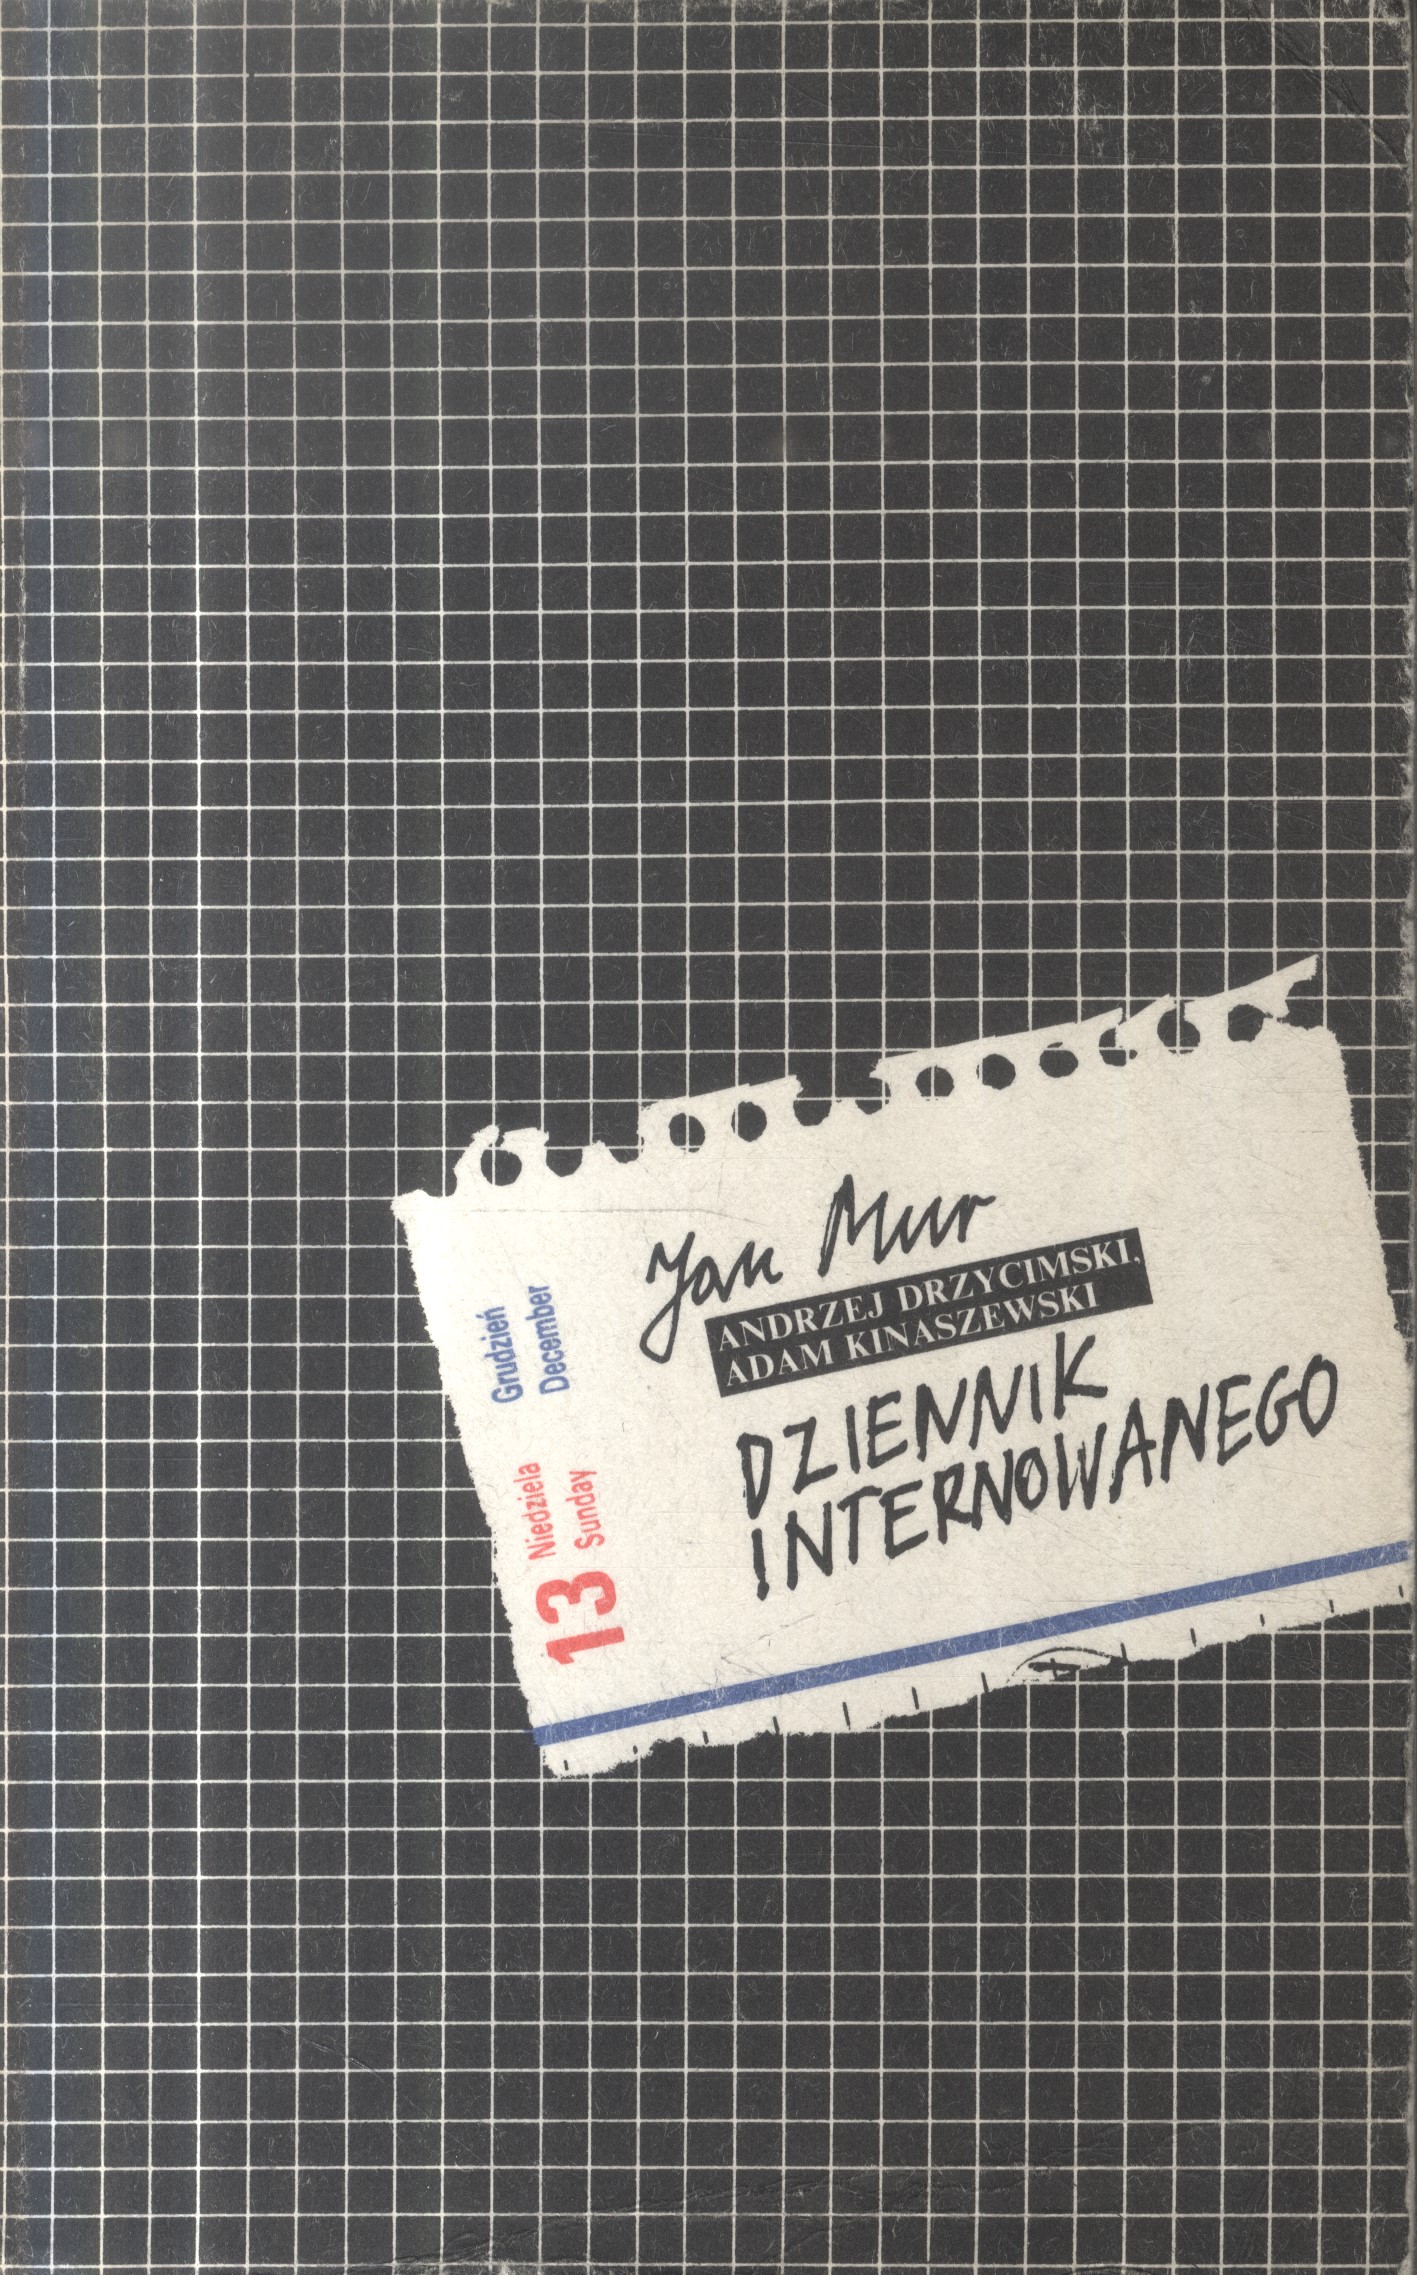 Jan Mur
ANDRZEJ DRZYCIMSKI,
ADAM KINASZEWSKI
DZIENNIK
INTERNOWANEGO
13
Niedziela
Sunday
Grudzień
December